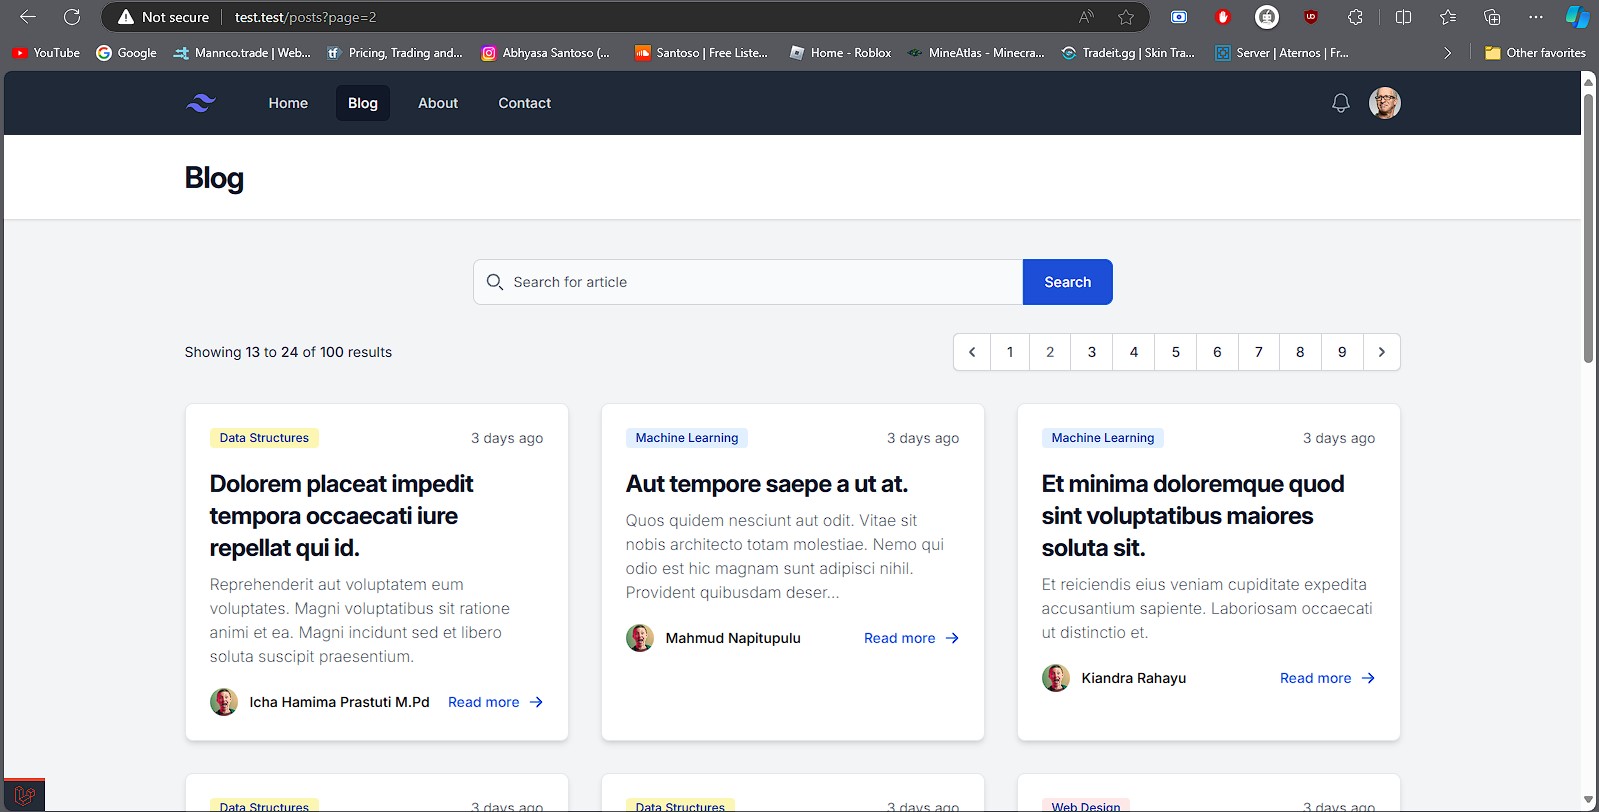 Not secure
test.test/posts?page=2
YouTube
Google
Mannco.trade | Web...
Pricing, Trading and...
Abhyasa Santoso (...
Santoso | Free Liste...
Home - Roblox
MineAtlas - Minecra...
Tradeit.gg | Skin Tra...
Server | Aternos | Fr...
Other favorites
Home
Blog
About
Contact
Blog
Search for article
Search
Showing 13 to 24 of 100 results
1 2 3 4 5 6 7 8 9
Data Structures
3 days ago
Dolorem placeat impedit
tempora occaecati iure
repellat qui id.
Reprehenderit aut voluptatem eum
voluptates. Magni voluptatibus sit ratione
animi et ea. Magni incidunt sed et libero
soluta suscipit praesentium.
Icha Hamima Prastuti M.Pd
Read more
Machine Learning
3 days ago
Aut tempore saepe a ut at.
Quos quidem nesciunt aut odit. Vitae sit
nobis architecto totam molestiae. Nemo qui
odio est hic magnam sunt adipisci nihil.
Provident quibusdam deser...
Mahmud Napitupulu
Read more
Machine Learning
3 days ago
Et minima doloremque quod
sint voluptatibus maiores
soluta sit.
Et reiciendis eius veniam cupiditate expedita
accusantium sapiente. Laboriosam occaecati
ut distinctio et.
Kiandra Rahayu
Read more
Data Structures
3 days ago
Data Structures
3 days ago
Web Design
3 days ago